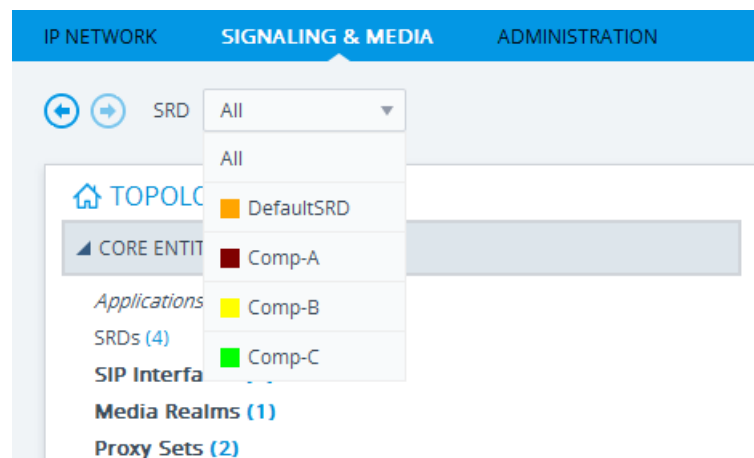 IP NETWORK SIGNALING & MEDIA ADMINISTRATION
SRD All
All
TOPOLO
DefaultSRD
CORE ENTIT
Comp-A
Applications
Comp-B
SRDs (4)
Comp-C
SIP Interfa
Media Realms (1)
Proxy Sets (2)